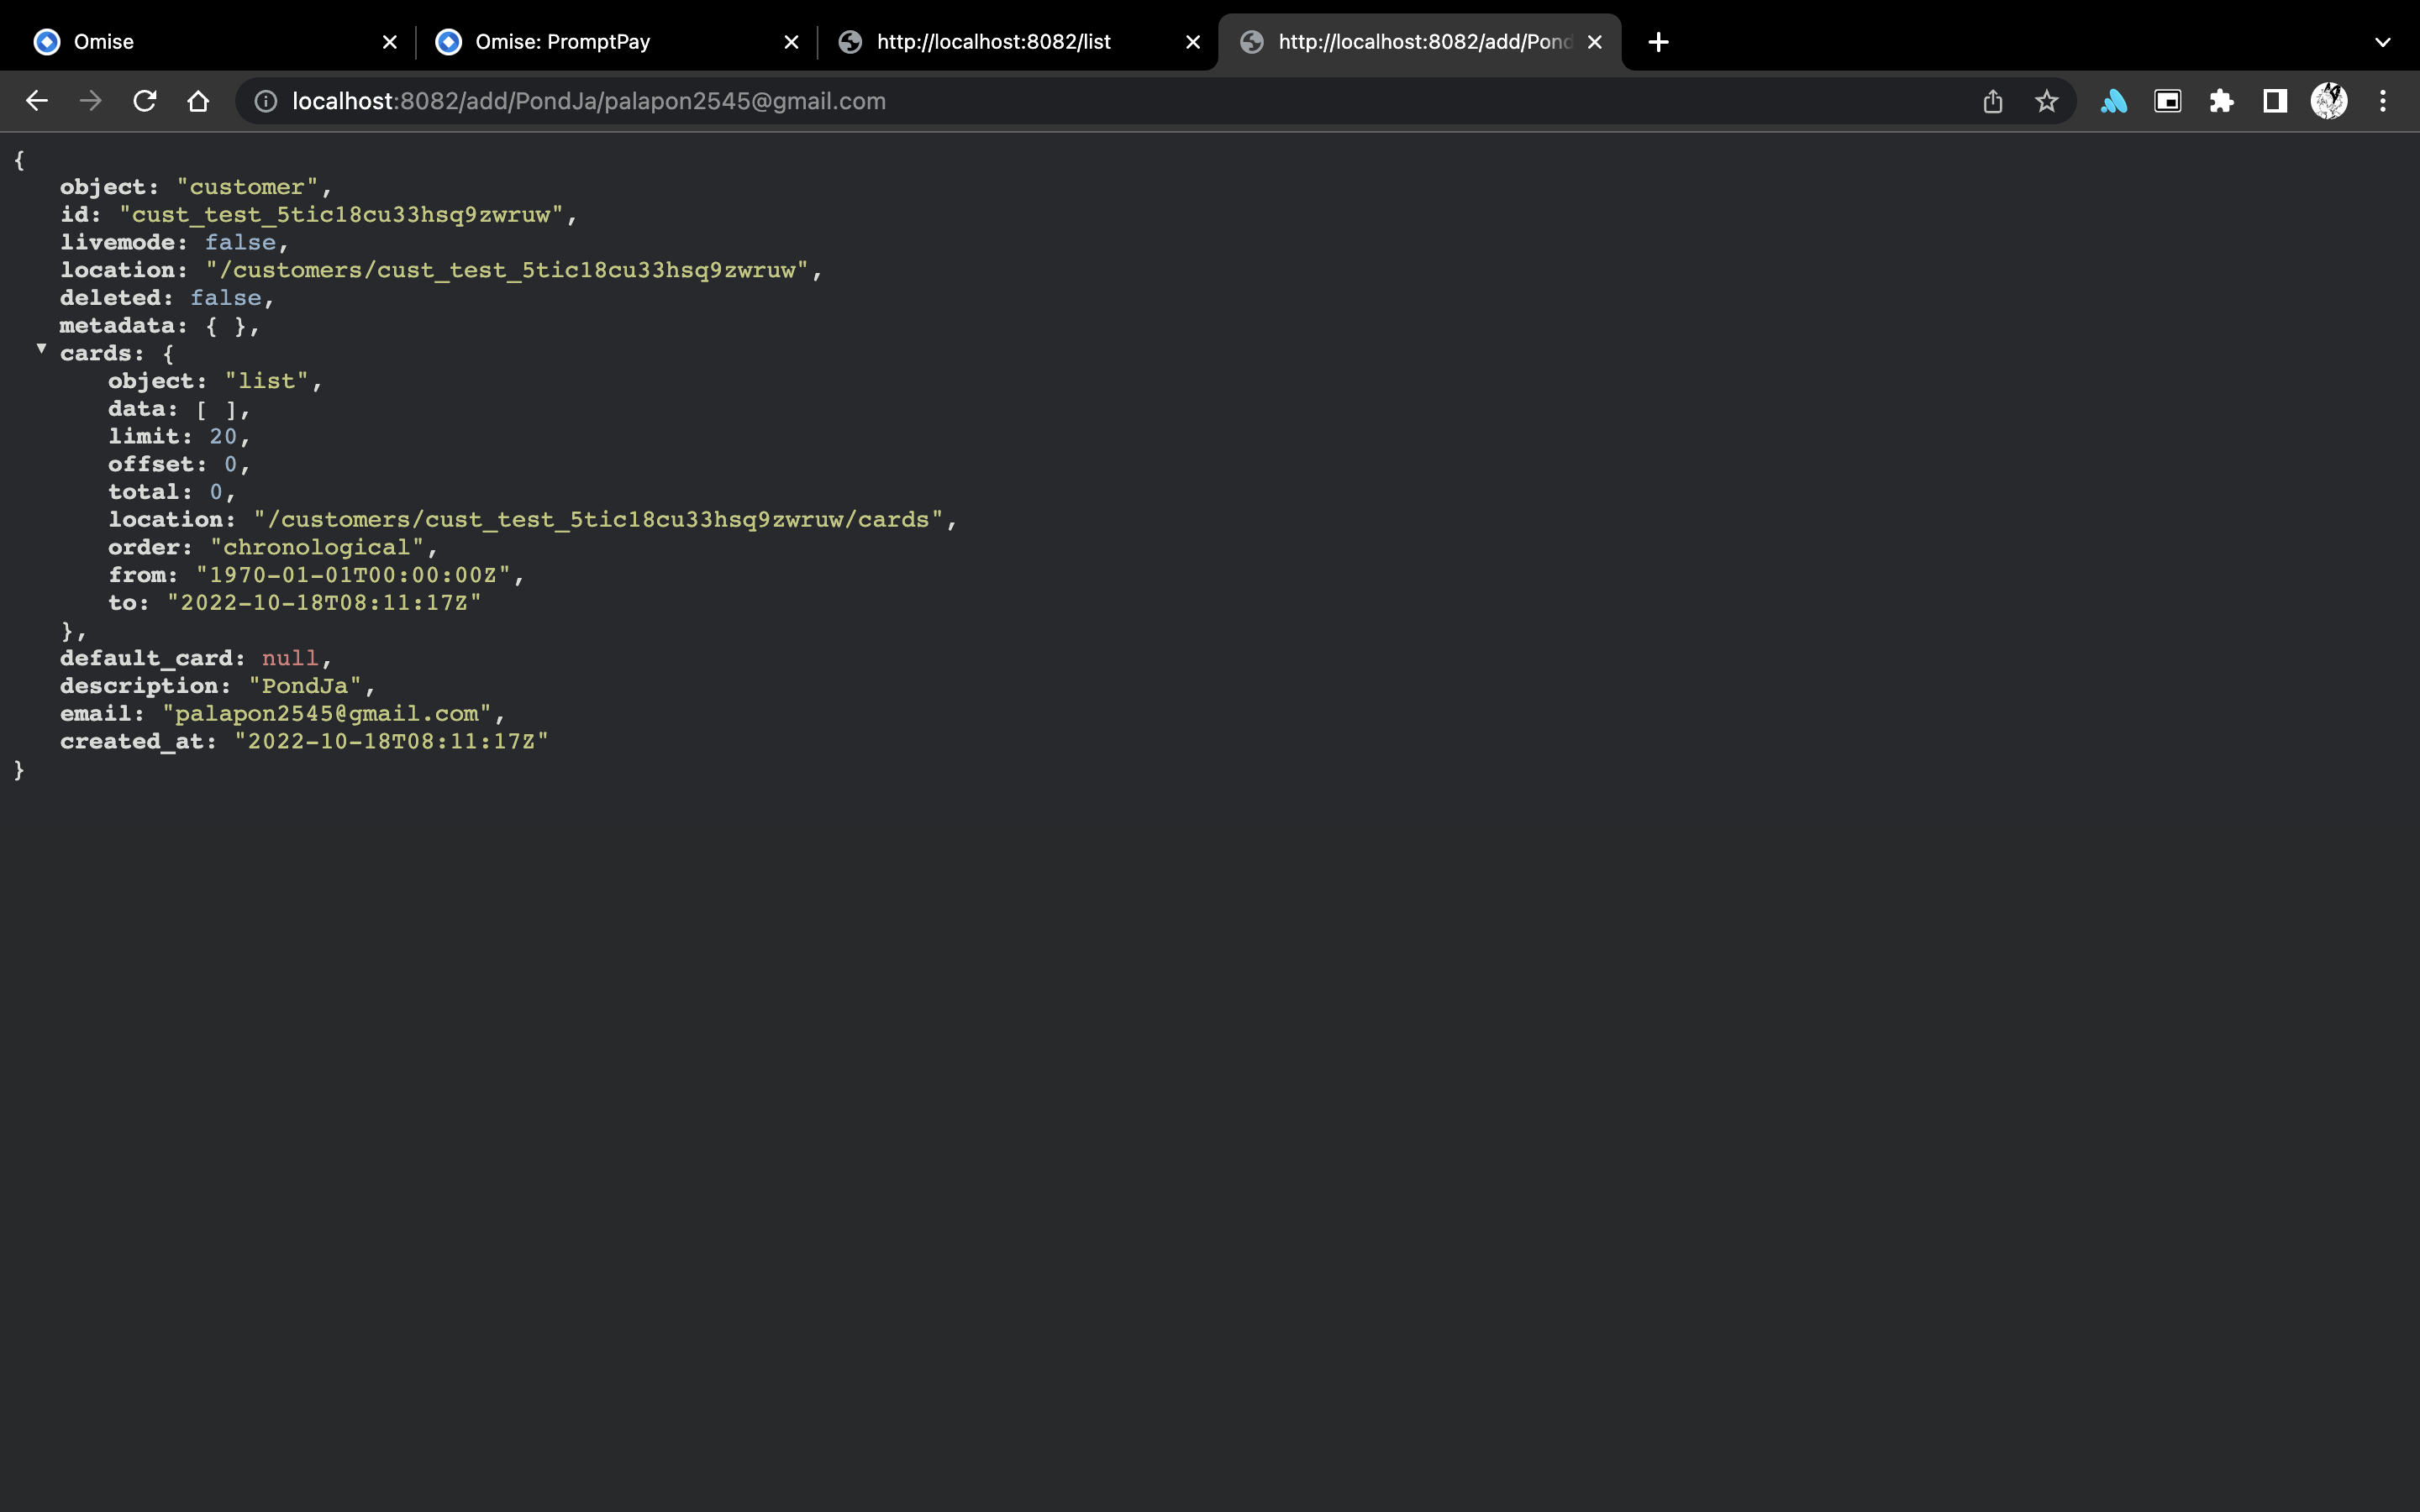 Omise
Omise: PromptPay
http://localhost:8082/list
http://localhost:8082/add/Pond
localhost:8082/add/PondJa/palapon2545@gmail.com
{
object: "customer",
id: "cust_test_5tic18cu33hsq9zwruw",
livemode: false,
location: "/customers/cust_test_5tic18cu33hsq9zwruw",
deleted: false,
metadata: { },
cards: {
object: "list",
data: [ ],
limit: 20,
offset: 0,
total: 0,
location: "/customers/cust_test_5tic18cu33hsq9zwruw/cards",
order: "chronological",
from: "1970-01-01T00:00:00Z",
to: "2022-10-18T08:11:17Z"
},
default_card: null,
description: "PondJa",
email: "palapon2545@gmail.com",
created_at: "2022-10-18T08:11:17Z"
}